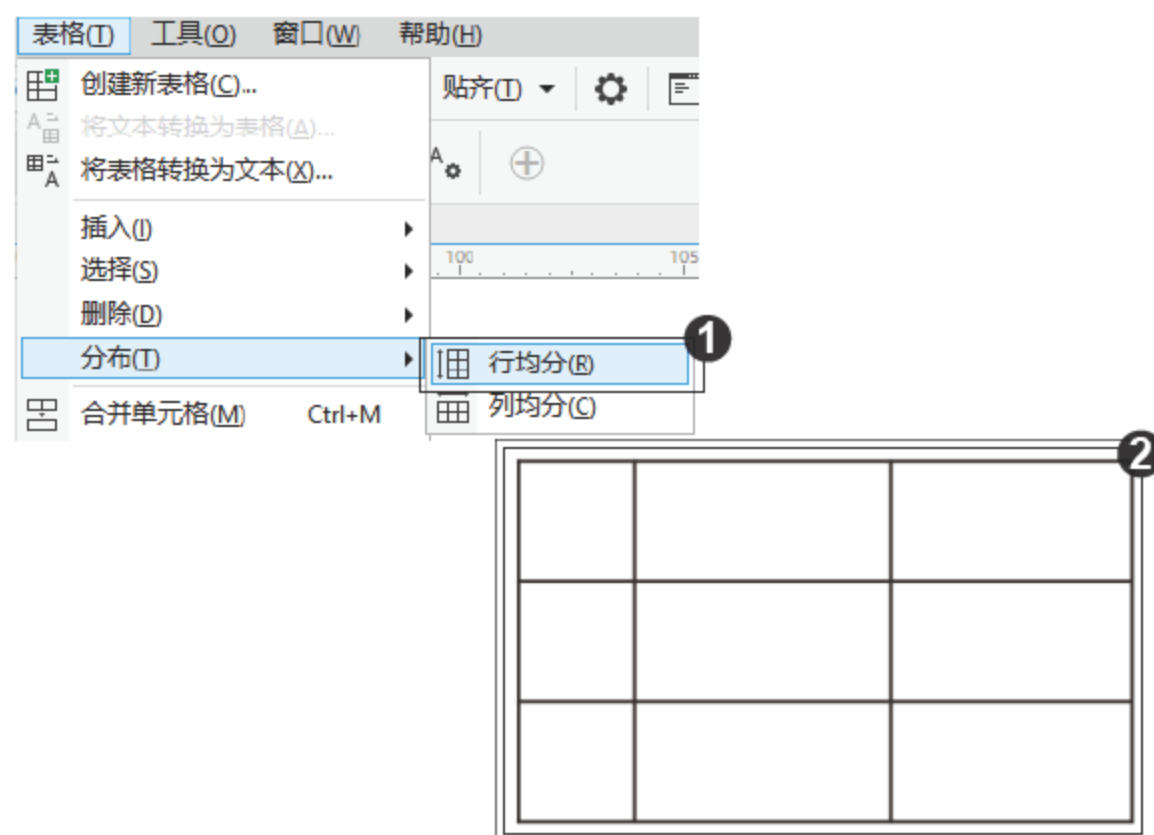 表格(T) 工具(O) 窗口(W) 帮助(H)
创建新表格(C)... 贴齐(T)
将文本转换为表格(A)...
将表格转换为文本(X)... A
插入(I)
选择(S) 100 105
删除(D)
分布(T) 行均分(R) 1
列均分(C)
合并单元格(M) Ctrl+M
2